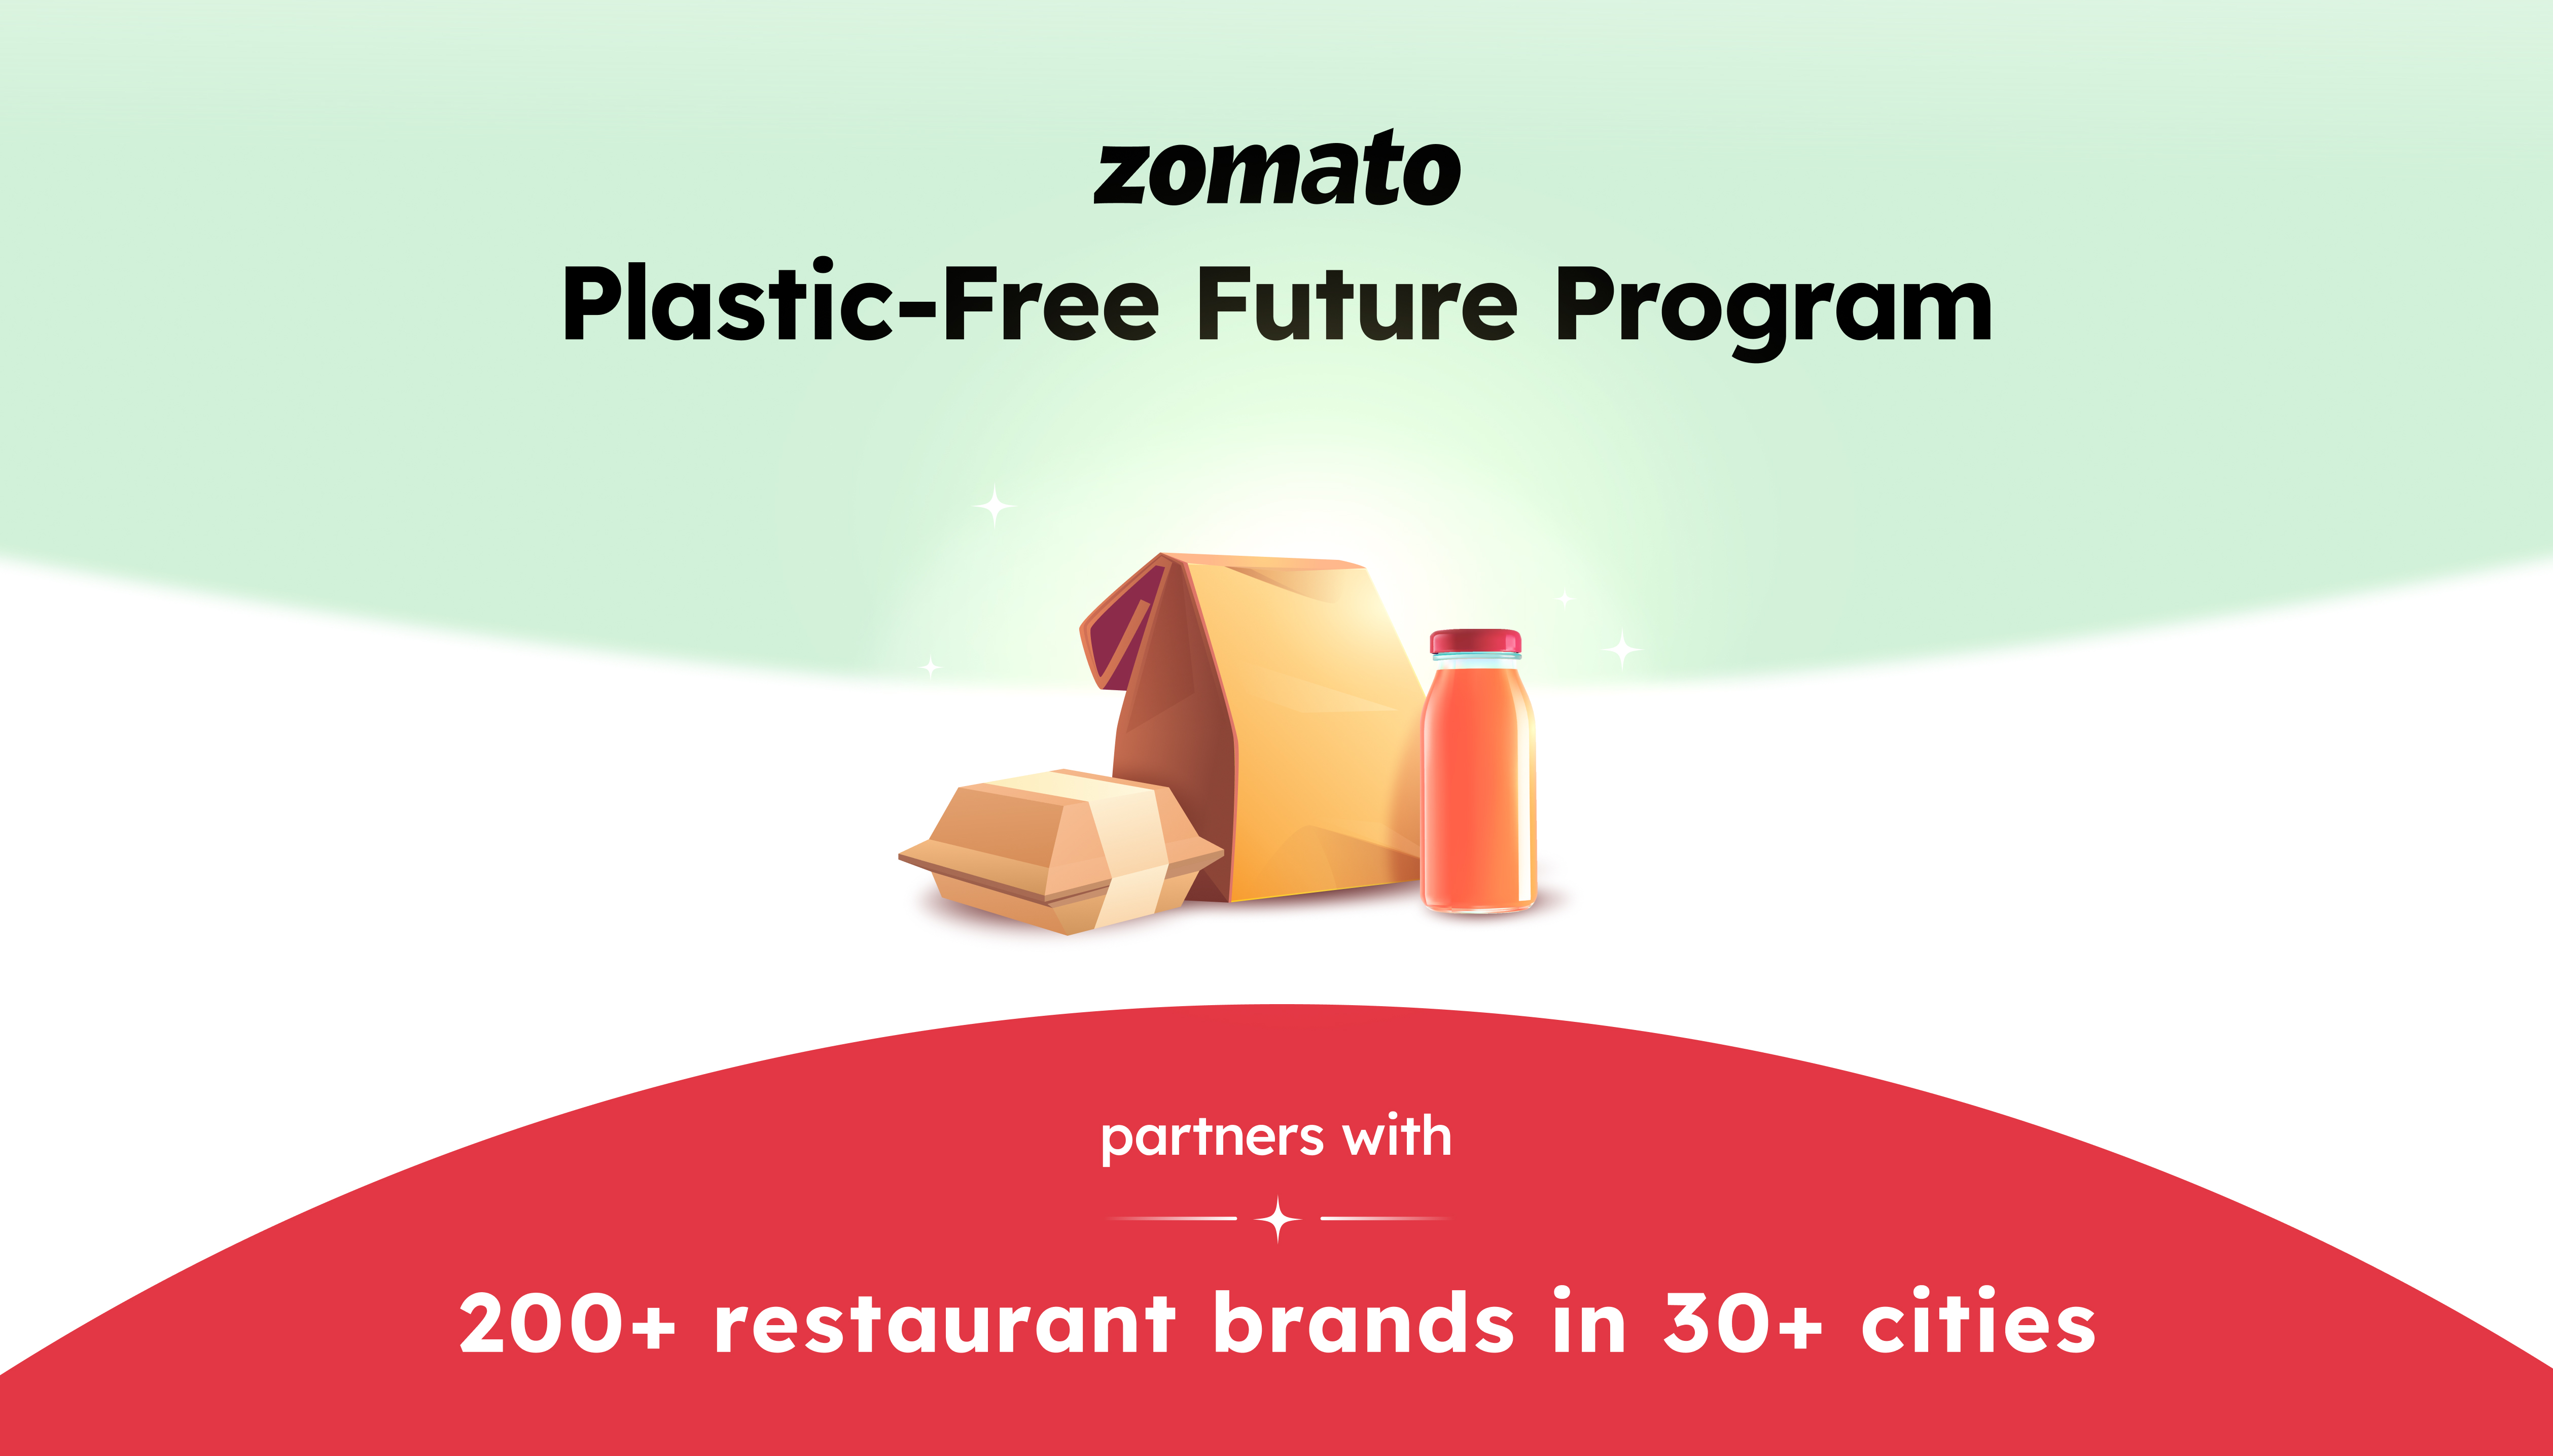 zomato
Plastic-Free Future Program
partners with
200+ restaurant brands in 30+ cities